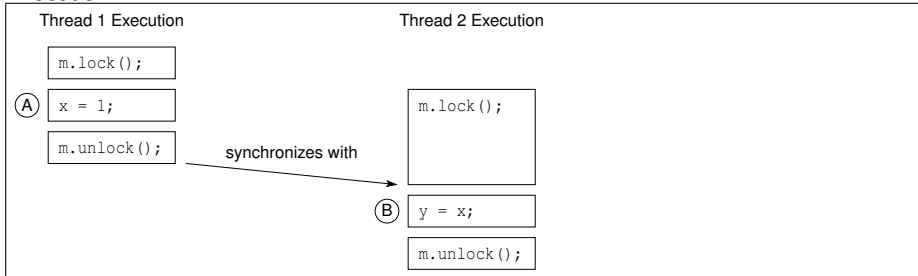 Thread 1 Execution
Thread 2 Execution
m.lock();
A
x = 1;
m.lock();
m.unlock();
synchronizes with
B
y = x;
m.unlock();